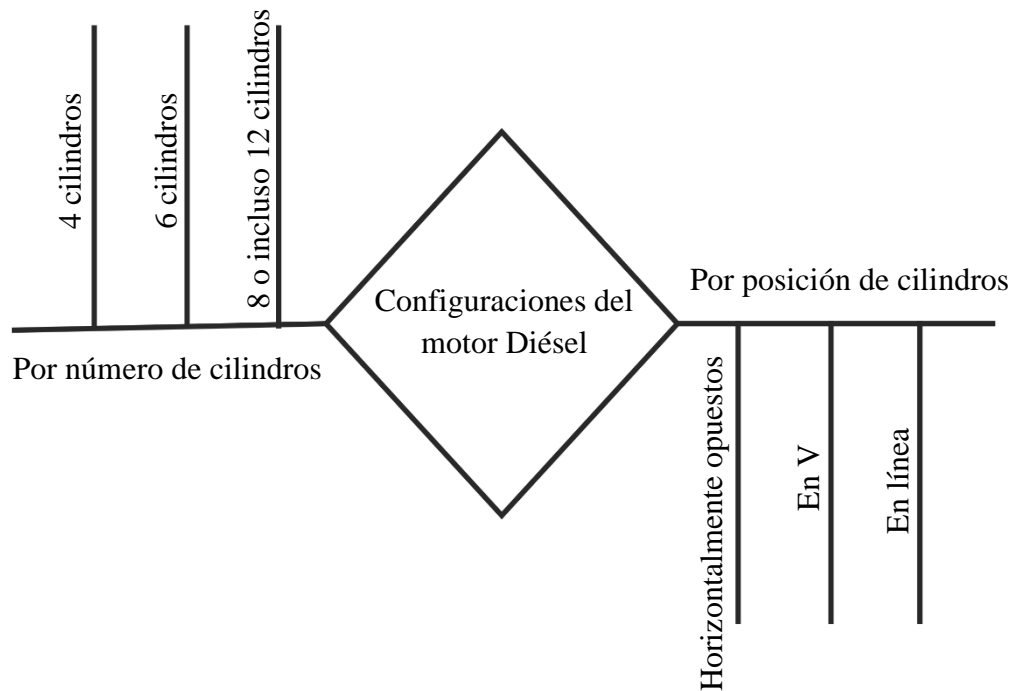 4 cilindros
6 cilindros
8 o incluso 12 cilindros
Por número de cilindros
Configuraciones del
motor Diésel
Por posición de cilindros
Horizontalmente opuestos
En V
En línea